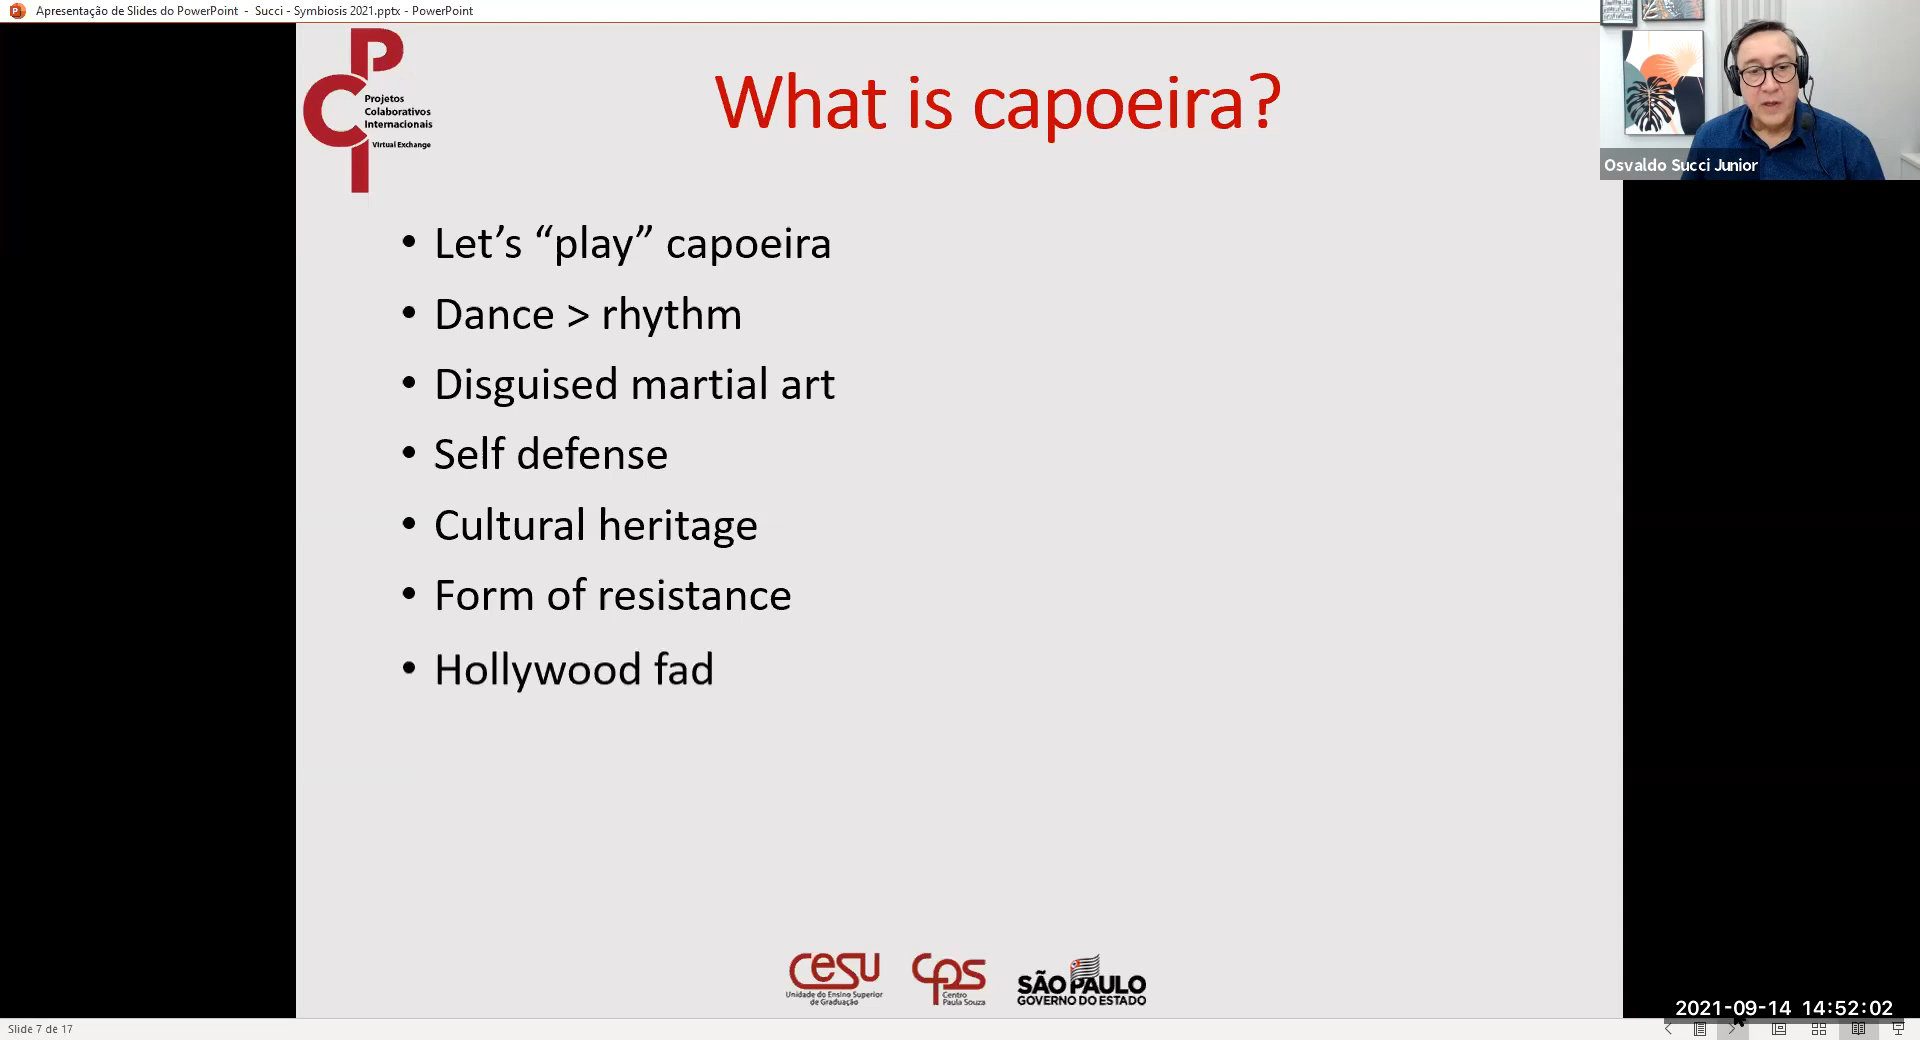 Apresentação de Slides do PowerPoint - Succi - Symbiosis 2021.pptx - PowerPoint
PCI
Projetos
Colaborativos
Internacionais
Virtual Exchange
What is capoeira?
Osvaldo Succi Junior
• Let’s “play” capoeira
• Dance > rhythm
• Disguised martial art
• Self defense
• Cultural heritage
• Form of resistance
• Hollywood fad
cesu
Unidade do Ensino Superior
de Graduação
cps
Centro
Paula Souza
SÃO PAULO
GOVERNO DO ESTADO
2021-09-14 14:52:02
Slide 7 de 17